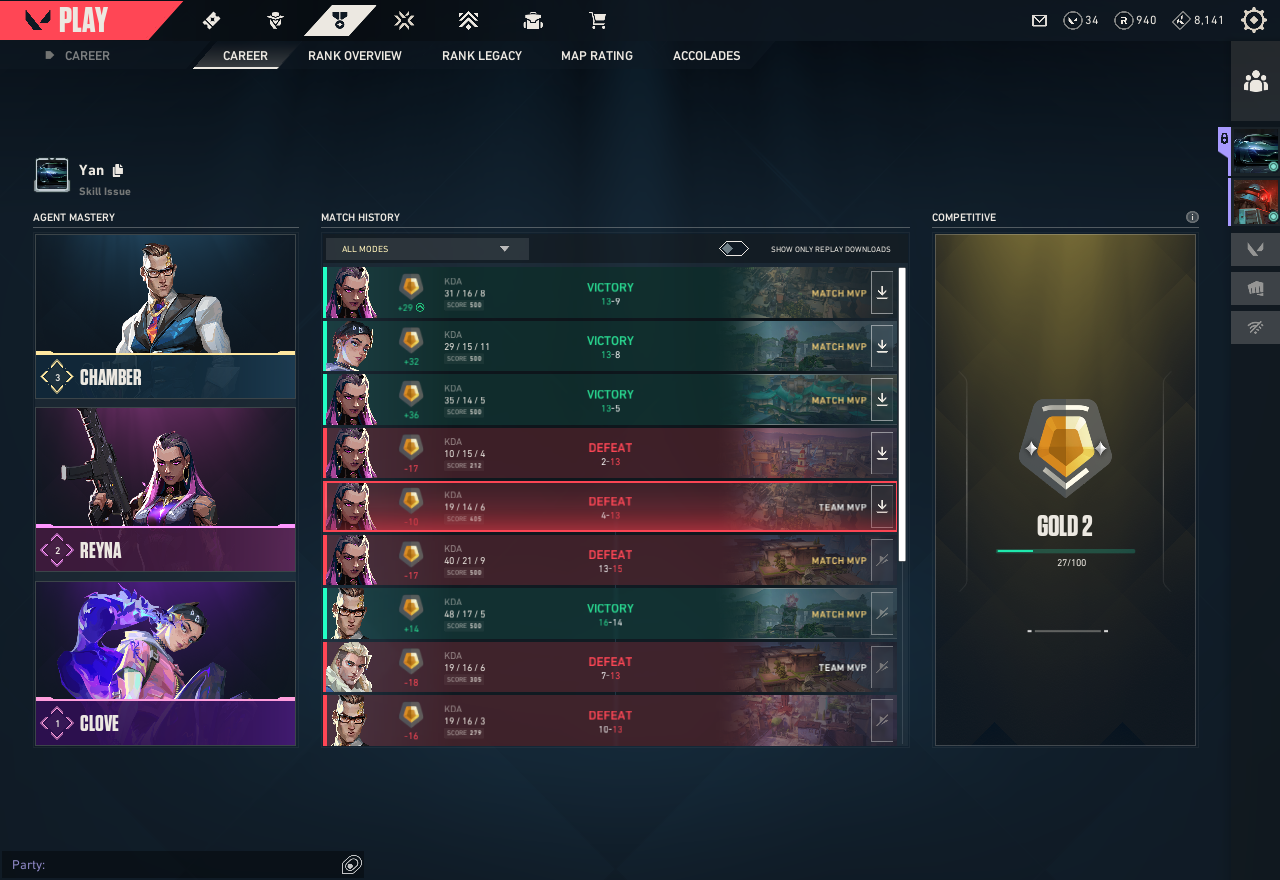 PLAY
34
R 940
8,141
CAREER
CAREER
RANK OVERVIEW
RANK LEGACY
MAP RATING
ACCOLADES
Yan
Skill Issue
AGENT MASTERY
MATCH HISTORY
COMPETITIVE
ALL MODES
SHOW ONLY REPLAY DOWNLOADS
3
CHAMBER
2
REYNA
1
CLOVE
+29
KDA
31 / 16 / 8
SCORE 500
VICTORY
13-9
MATCH MVP
+32
KDA
29 / 15 / 11
SCORE 500
VICTORY
13-8
MATCH MVP
+36
KDA
35 / 14 / 5
SCORE 500
VICTORY
13-5
MATCH MVP
-17
KDA
10 / 15 / 4
SCORE 212
DEFEAT
2-13
-10
KDA
19 / 14 / 6
SCORE 405
DEFEAT
4-13
TEAM MVP
-17
KDA
40 / 21 / 9
SCORE 500
DEFEAT
13-15
MATCH MVP
+14
KDA
48 / 17 / 5
SCORE 500
VICTORY
16-14
MATCH MVP
-18
KDA
19 / 16 / 6
SCORE 305
DEFEAT
7-13
TEAM MVP
-16
KDA
19 / 16 / 3
SCORE 279
DEFEAT
10-13
GOLD 2
27/100
Party: